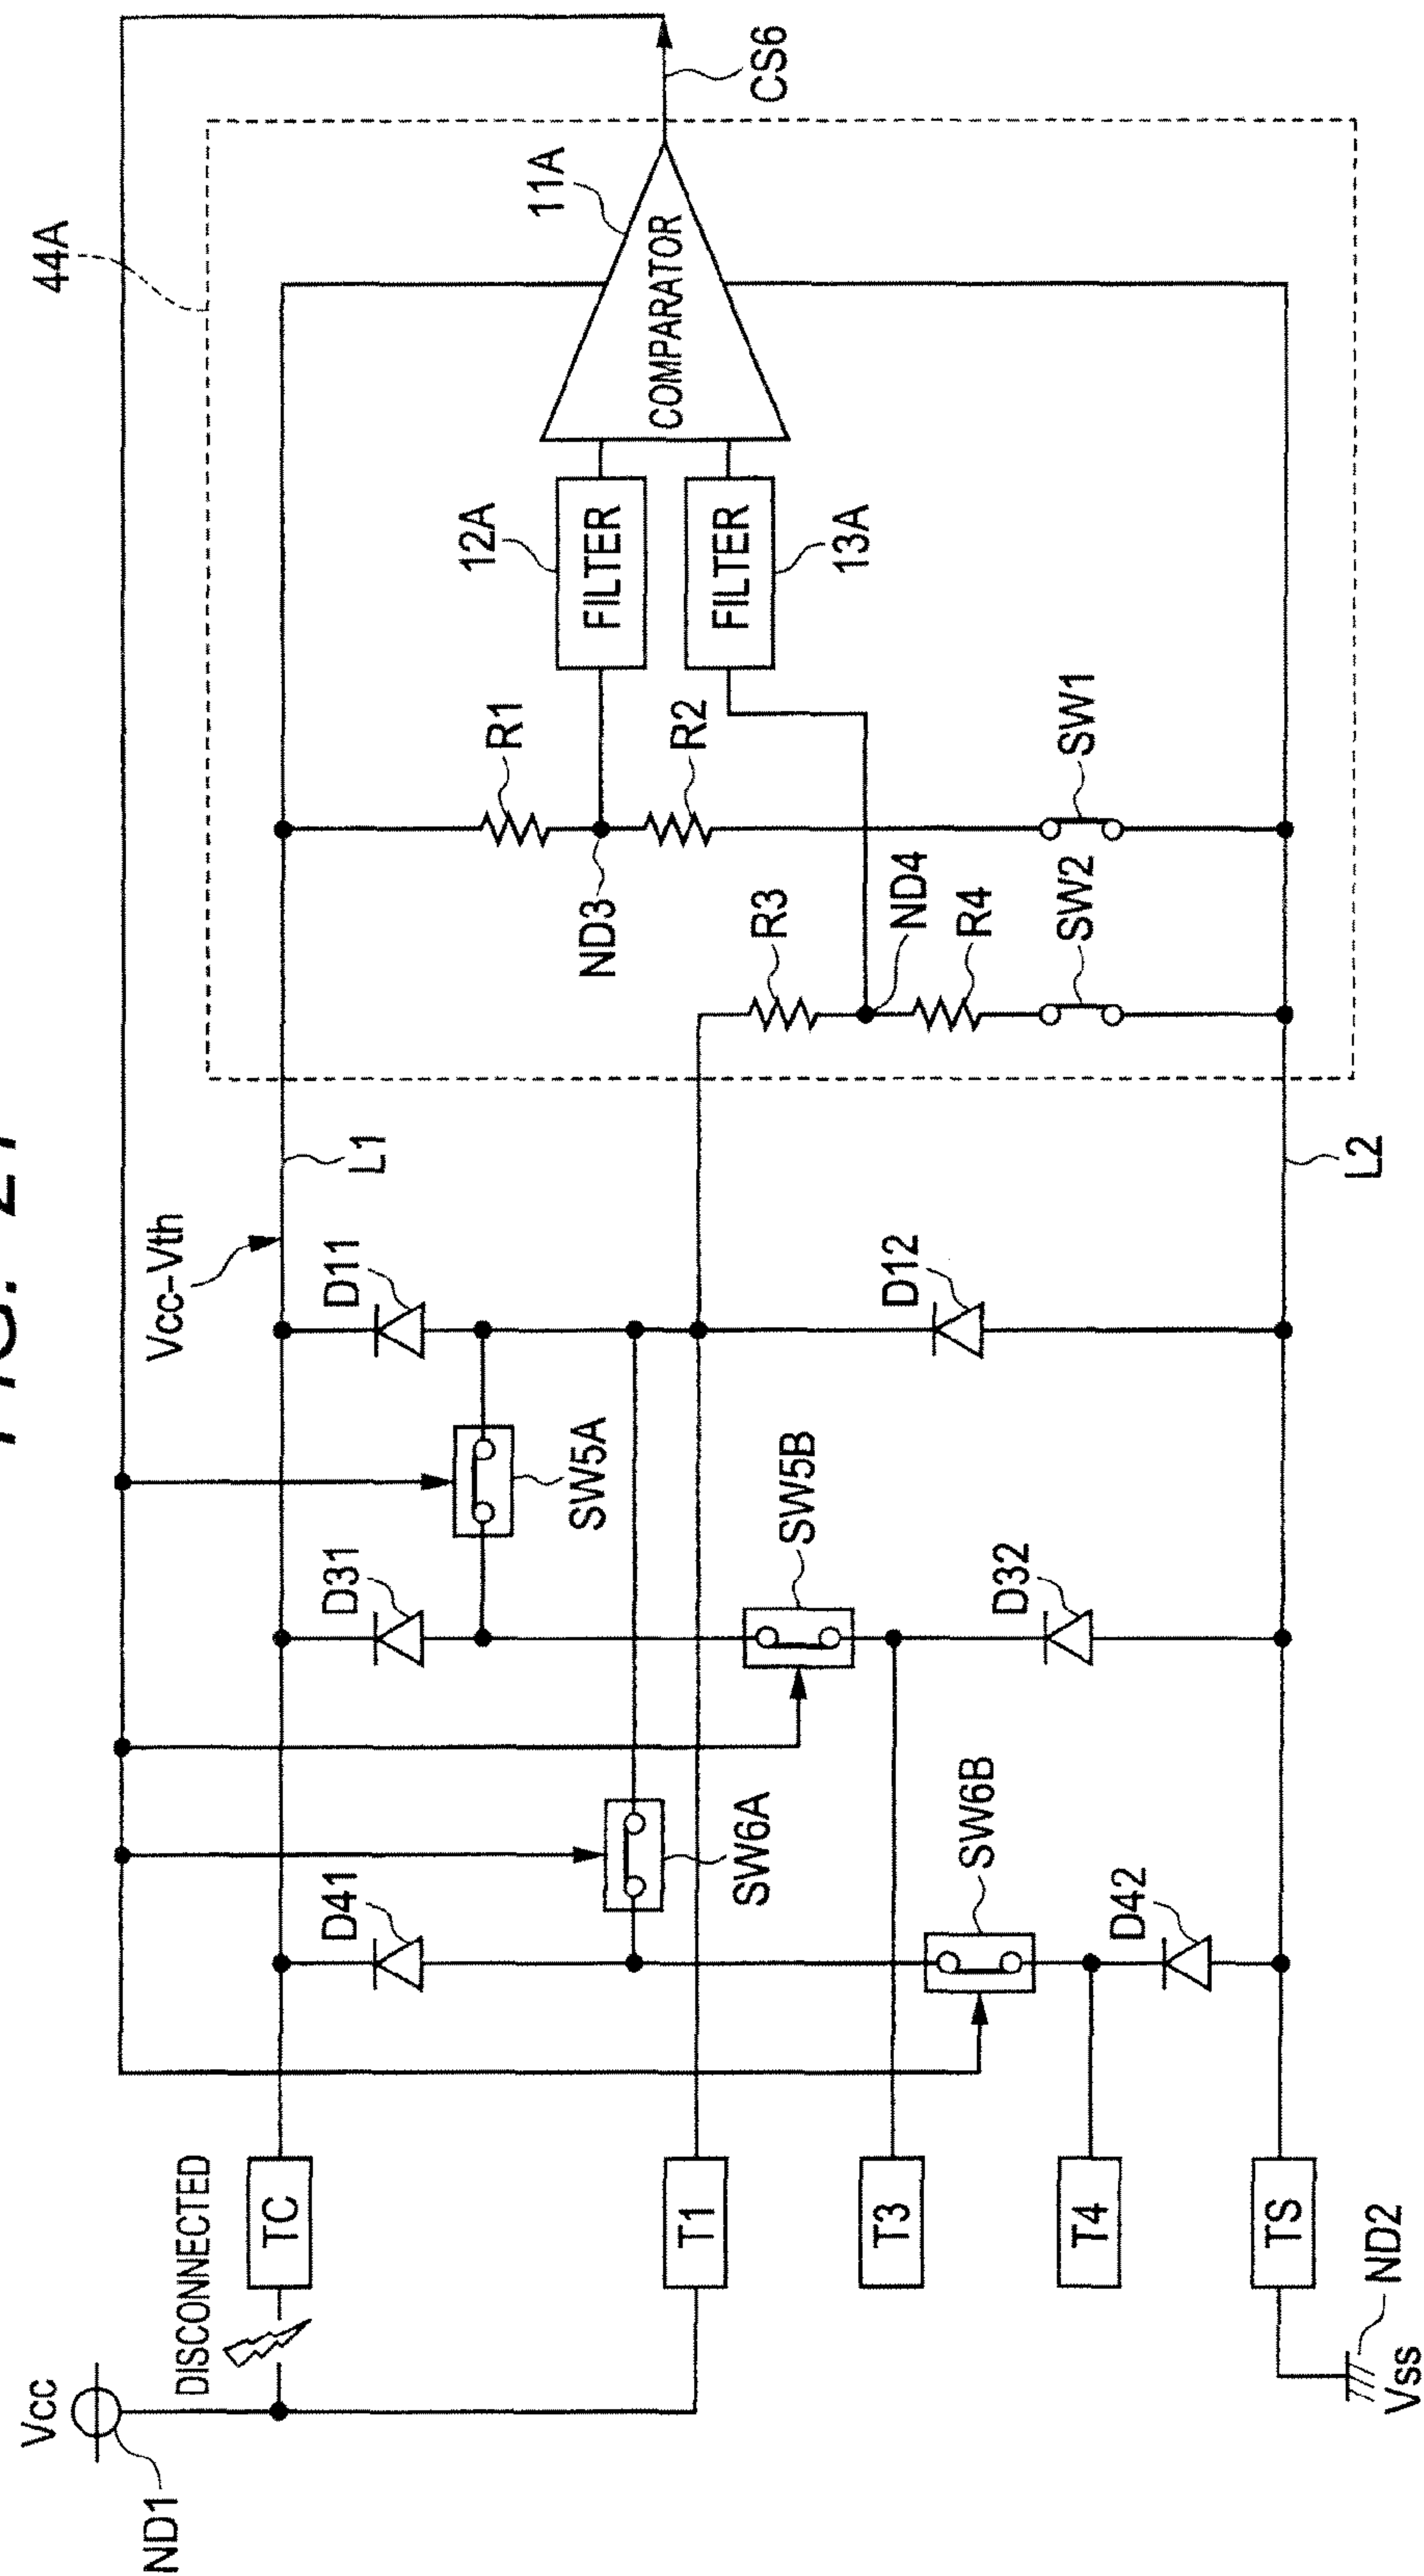 44A
CS6
11A
COMPARATOR
12A
FILTER
FILTER
13A
R1
R2
ND3
SW1
R3
ND4
R4
SW2
L1
L2
Vcc-Vth
D11
D12
SW5A
SW5B
D31
D32
SW6A
SW6B
D41
D42
DISCONNECTED
TC
T1
T3
T4
TS
Vcc
ND1
ND2
Vss